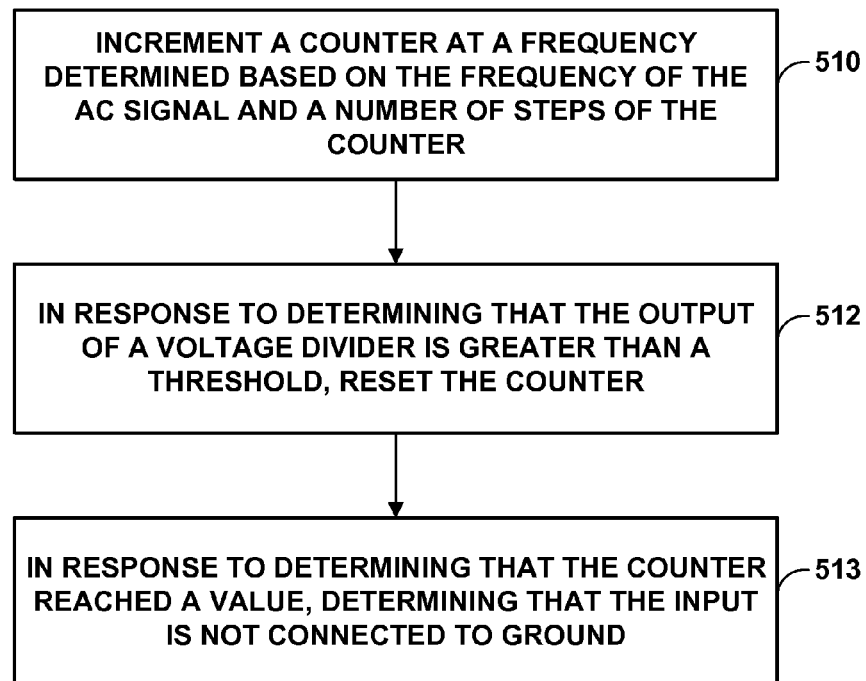 INCREMENT A COUNTER AT A FREQUENCY
DETERMINED BASED ON THE FREQUENCY OF THE
AC SIGNAL AND A NUMBER OF STEPS OF THE
COUNTER
510
IN RESPONSE TO DETERMINING THAT THE OUTPUT
OF A VOLTAGE DIVIDER IS GREATER THAN A
THRESHOLD, RESET THE COUNTER
512
IN RESPONSE TO DETERMINING THAT THE COUNTER
REACHED A VALUE, DETERMINING THAT THE INPUT
IS NOT CONNECTED TO GROUND
513